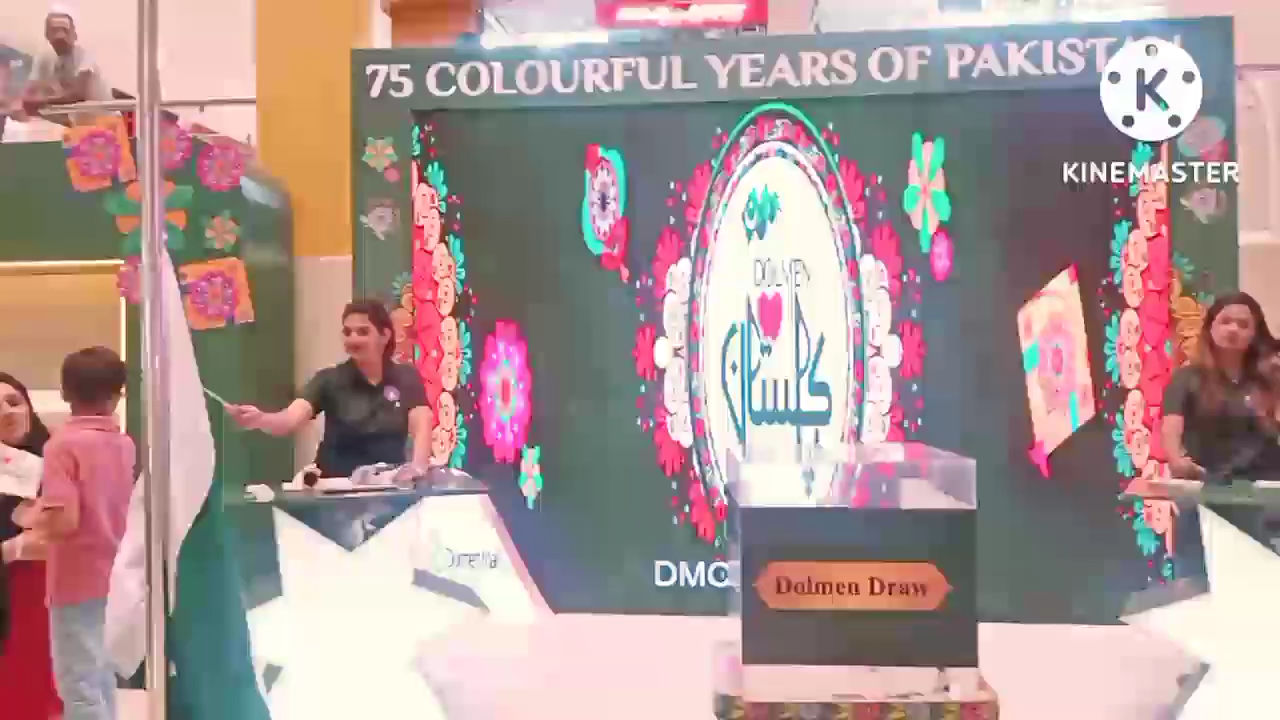 75 COLOURFUL YEARS OF PAKISTAN
K
KINEMASTER
DOLMEN
گلستان
DMC
Dolmen Draw